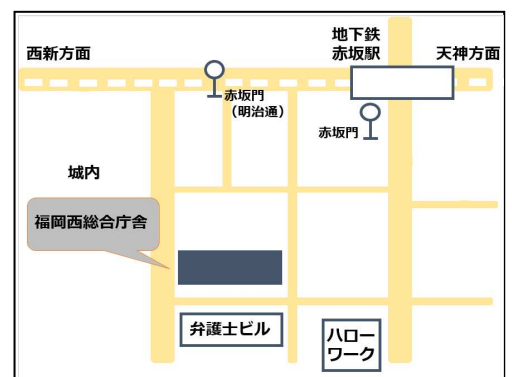 地下鉄
赤坂駅
西新方面
天神方面
赤坂門
（明治通）
赤坂門
城内
福岡西総合庁舎
弁護士ビル
ハロー
ワーク